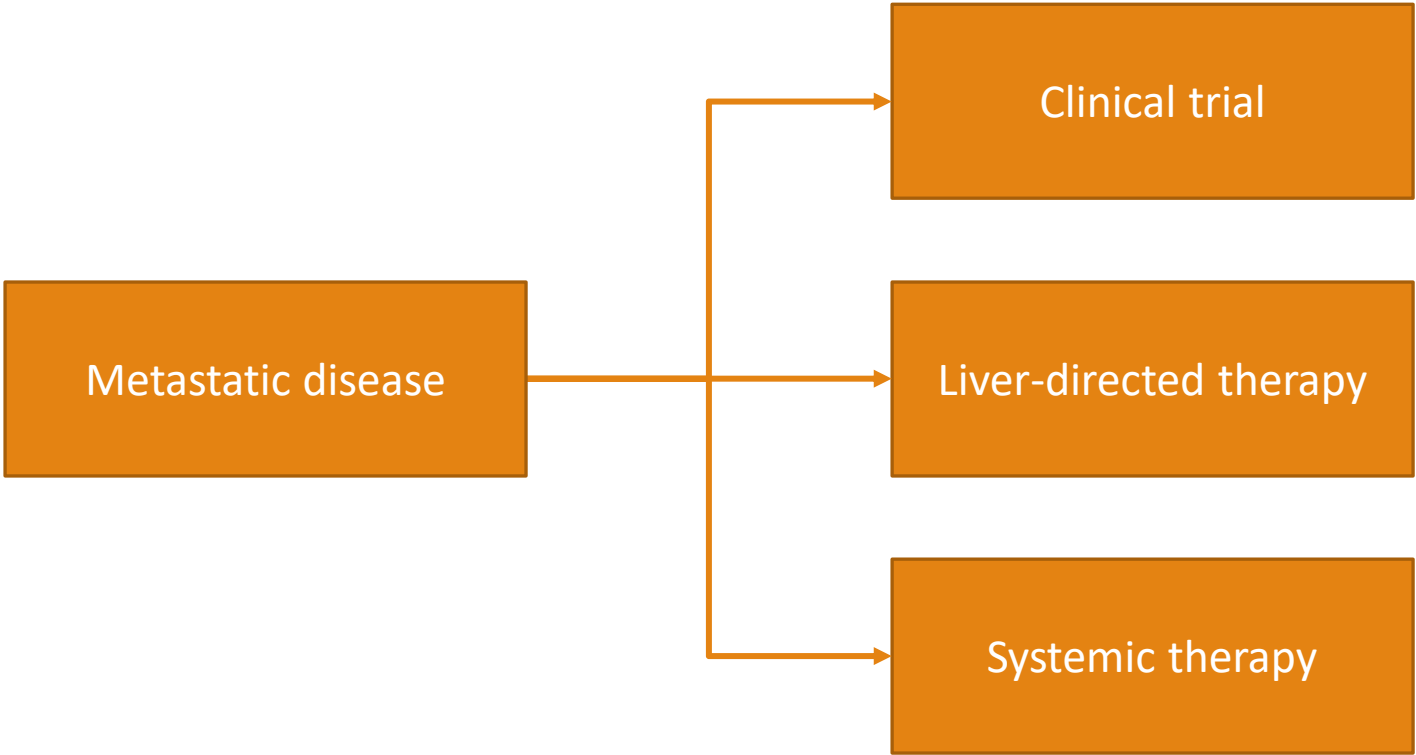 Clinical trial
Metastatic disease
Liver-directed therapy
Systemic therapy